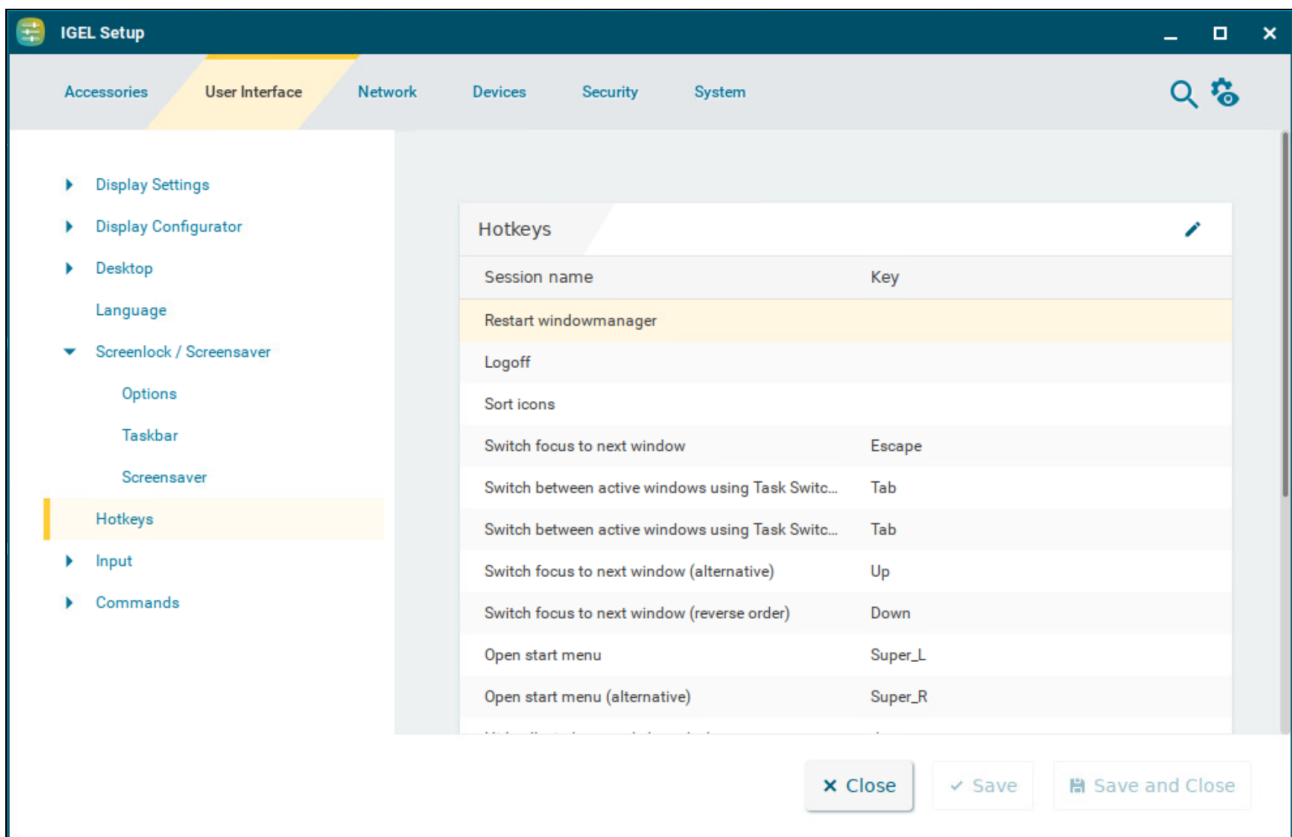 IGEL Setup
Accessories User Interface Network Devices Security System
Display Settings
Display Configurator
Desktop
Language
Screenlock / Screensaver
Options
Taskbar
Screensaver
Hotkeys
Input
Commands
Hotkeys
Session name Key
Restart windowmanager
Logoff
Sort icons
Switch focus to next window Escape
Switch between active windows using Task Switc... Tab
Switch between active windows using Task Switc... Tab
Switch focus to next window (alternative) Up
Switch focus to next window (reverse order) Down
Open start menu Super_L
Open start menu (alternative) Super_R
Close Save Save and Close